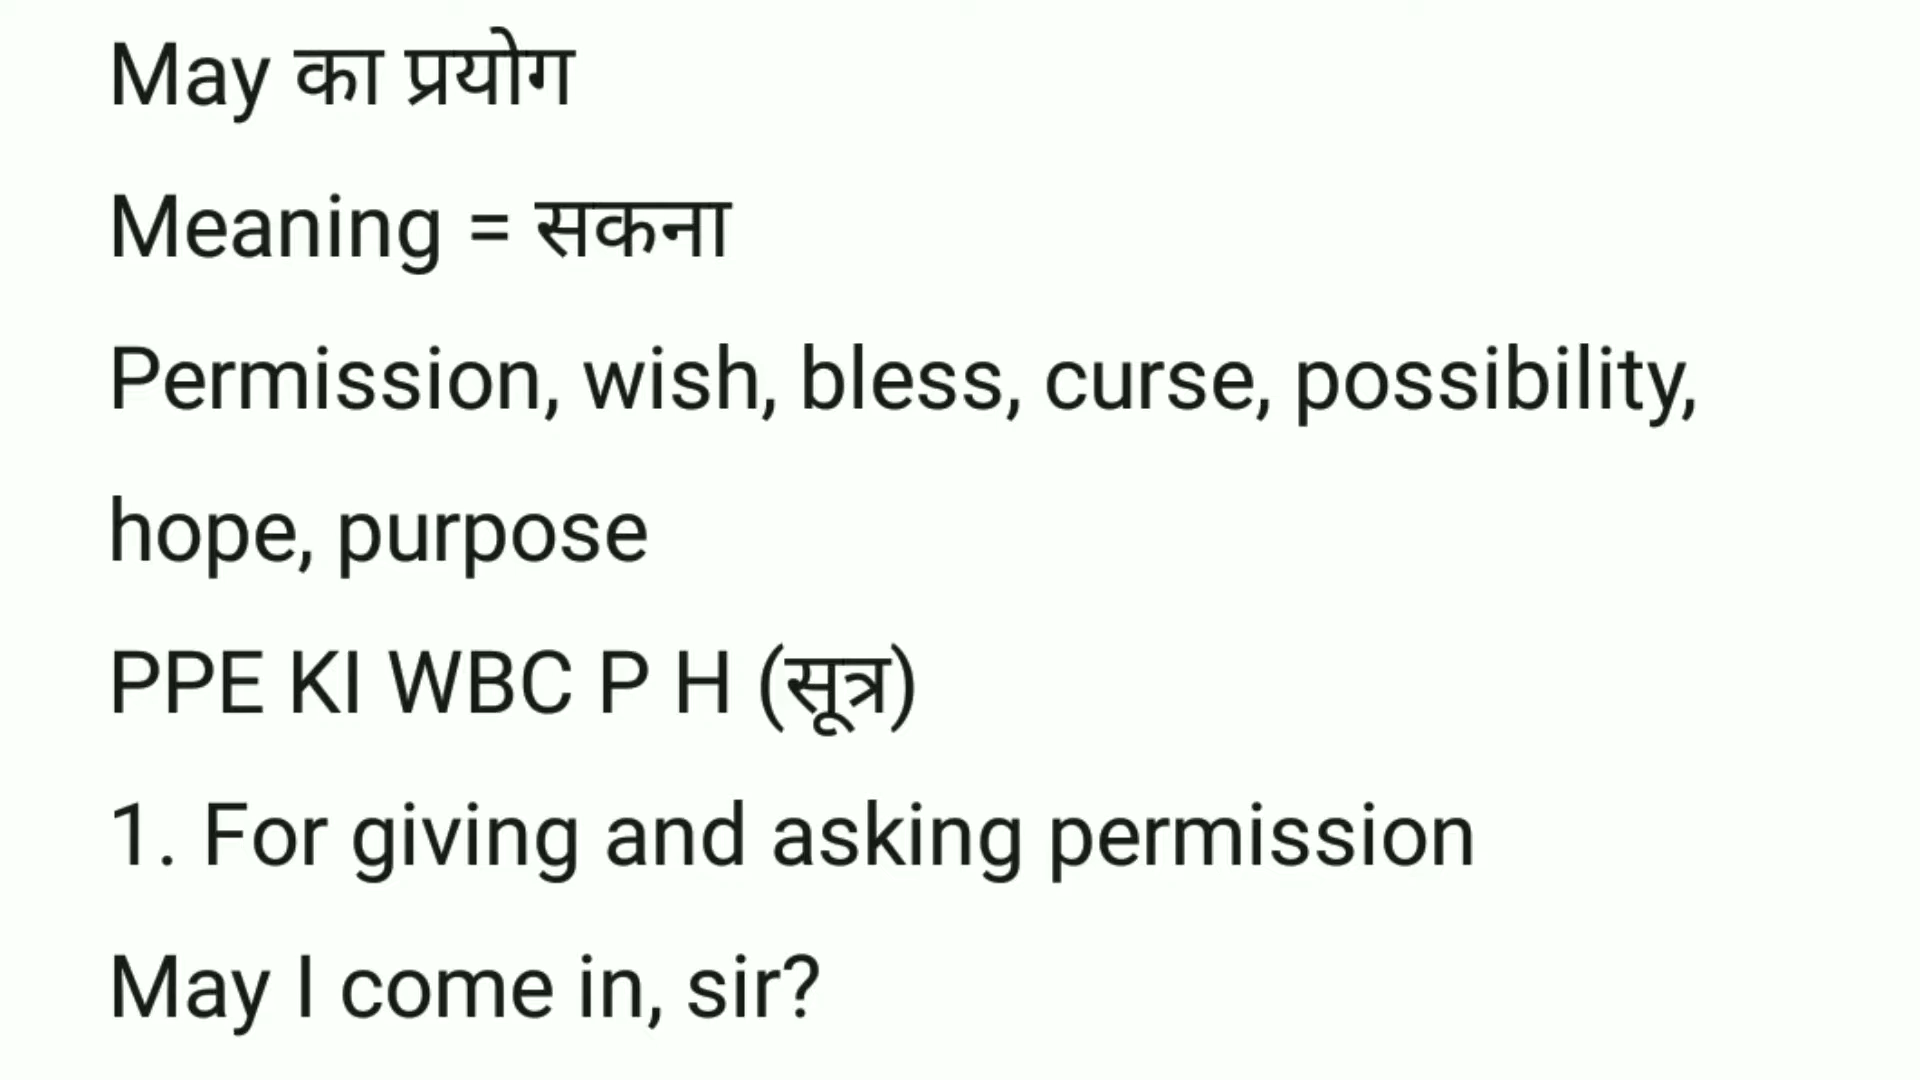 May का प्रयोग
Meaning = सकना
Permission, wish, bless, curse, possibility,
hope, purpose
PPE KI WBC P H (सूत्र)
1. For giving and asking permission
May I come in, sir?